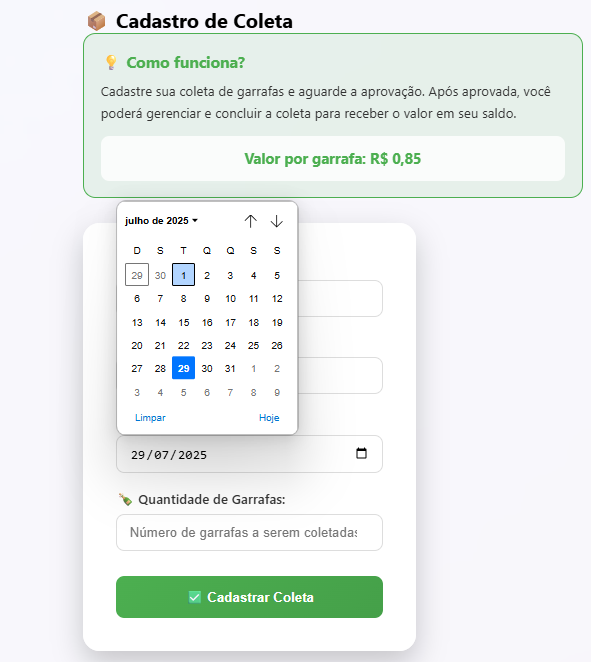 📦 Cadastro de Coleta
💡 Como funciona?
Cadastre sua coleta de garrafas e aguarde a aprovação. Após aprovada, você
poderá gerenciar e concluir a coleta para receber o valor em seu saldo.
Valor por garrafa: R$ 0,85
julho de 2025
D S T Q Q S S
29 30 1 2 3 4 5
6 7 8 9 10 11 12
13 14 15 16 17 18 19
20 21 22 23 24 25 26
27 28 29 30 31 1 2
3 4 5 6 7 8 9
Limpar Hoje
29/07/2025
🍾 Quantidade de Garrafas:
Número de garrafas a serem coletadas
✅ Cadastrar Coleta